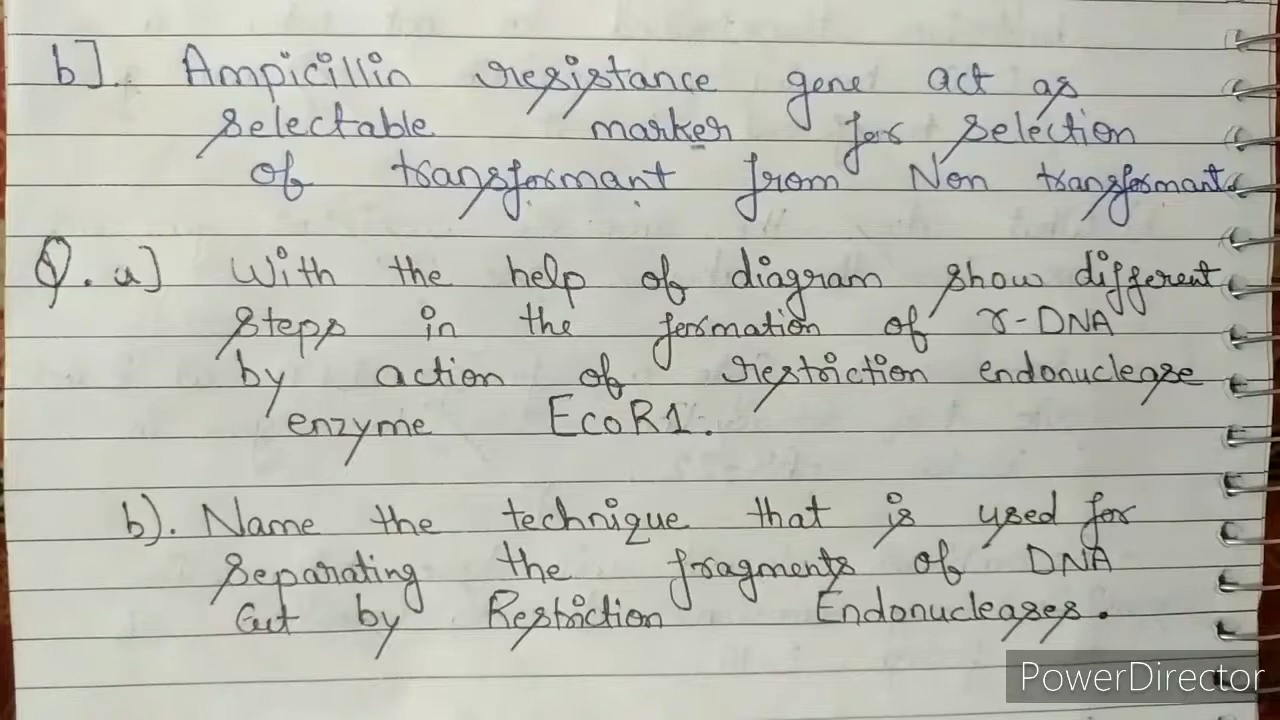 b]. Ampicillin resistance gene act as
selectable marker for selection
of transformant from Non transformant
Q. a] With the help of diagram show different
steps in the formation of r-DNA
by action of restriction endonuclease
enzyme EcoR1.
b). Name the technique that is used for
separating the fragments of DNA
Cut by Restriction Endonucleases.
PowerDirector